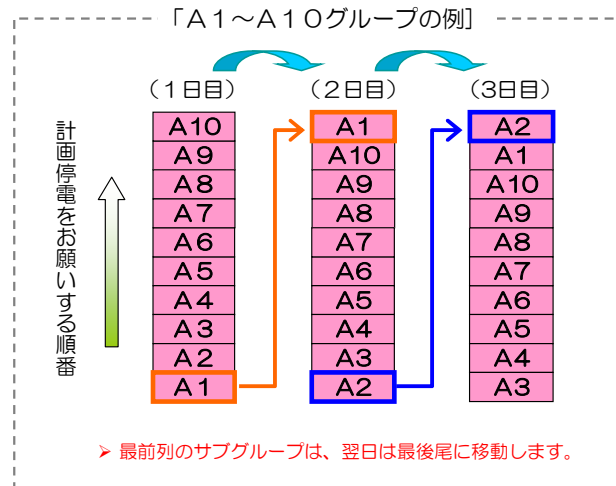 「A1～A10グループの例]
(1日目)
(2日目)
(3日目)
計画停電をお願いする順番
A10
A9
A8
A7
A6
A5
A4
A3
A2
A1
A1
A10
A9
A8
A7
A6
A5
A4
A3
A2
A2
A1
A10
A9
A8
A7
A6
A5
A4
A3
➢ 最前列のサブグループは、翌日は最後尾に移動します。